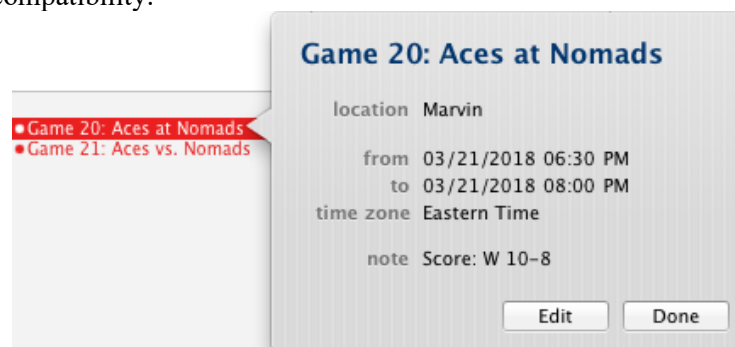 compatibility.
Game 20: Aces at Nomads
Game 21: Aces vs. Nomads
Game 20: Aces at Nomads
location Marvin
from 03/21/2018 06:30 PM
to 03/21/2018 08:00 PM
time zone Eastern Time
note Score: W 10-8
Edit Done